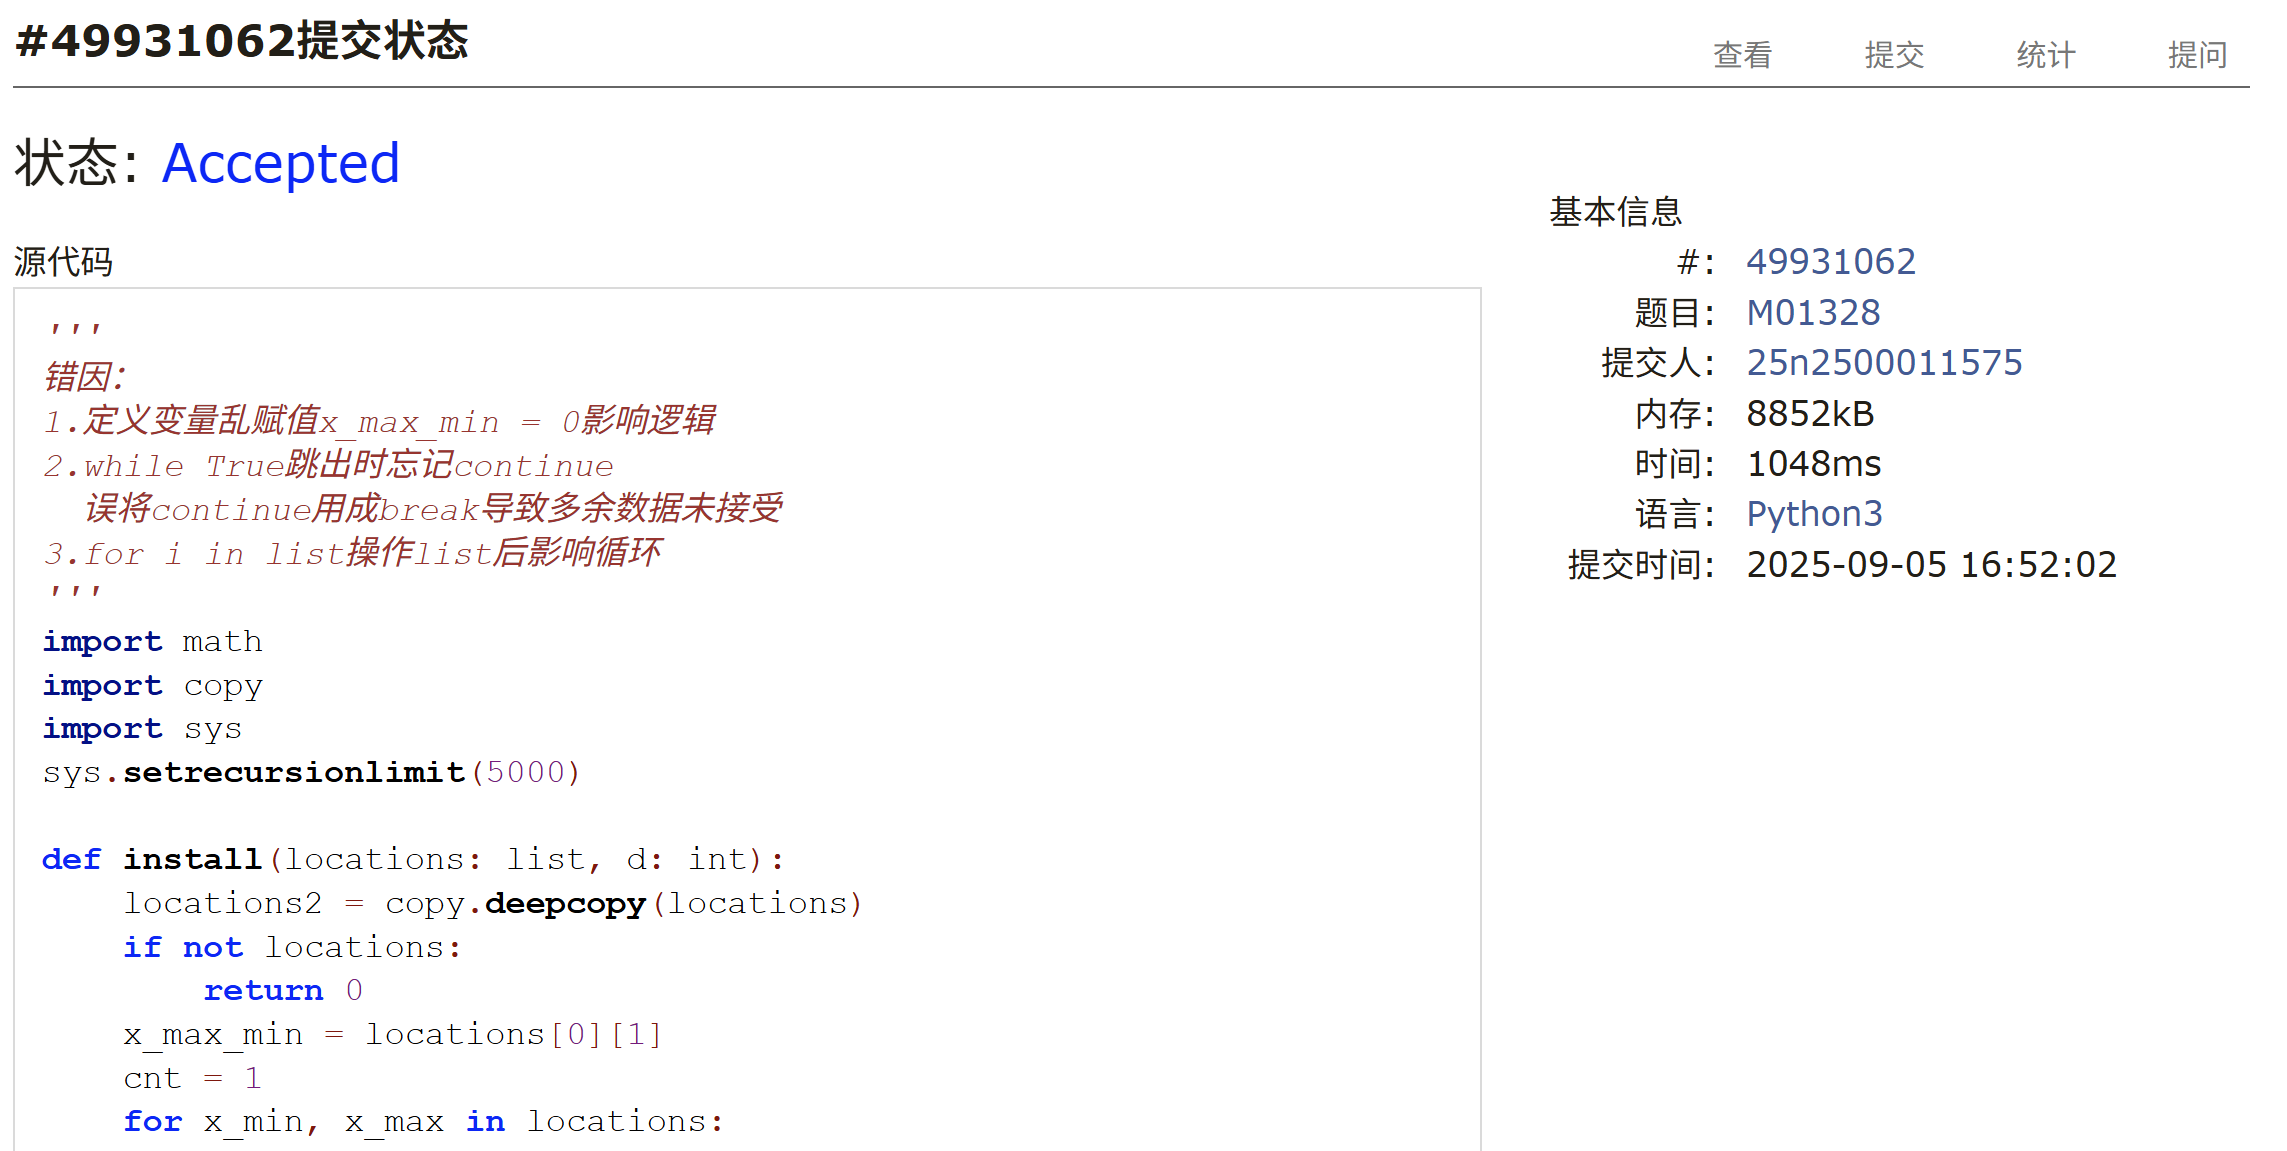 #49931062提交状态
查看 提交 统计 提问
状态: Accepted
源代码
'''
错因:
1.定义变量乱赋值x_max_min = 0影响逻辑
2.while True跳出时忘记continue
  误将continue用成break导致多余数据未接受
3.for i in list操作list后影响循环
'''
import math
import copy
import sys
sys.setrecursionlimit(5000)

def install(locations: list, d: int):
    locations2 = copy.deepcopy(locations)
    if not locations:
        return 0
    x_max_min = locations[0][1]
    cnt = 1
    for x_min, x_max in locations:
基本信息
#: 49931062
题目: M01328
提交人: 25n2500011575
内存: 8852kB
时间: 1048ms
语言: Python3
提交时间: 2025-09-05 16:52:02